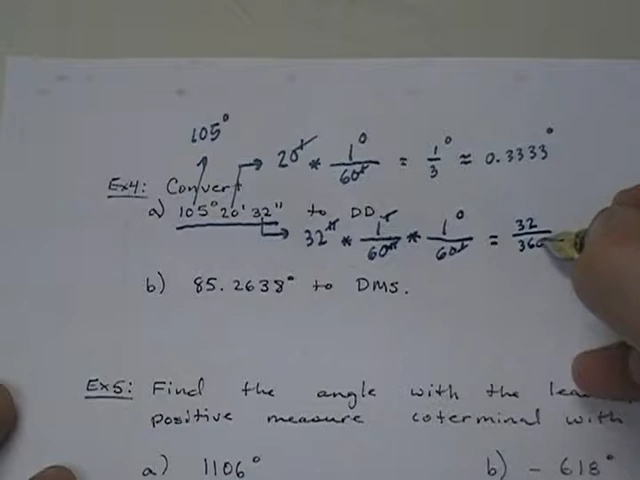 105°
20' * 1°/60' = 1/3° ≈ 0.3333°
Ex4: Convert
a) 105°20'32" to DD.
32" * 1'/60" * 1°/60' = 32/360
b) 85.2638° to DMS.
Ex5: Find the angle with the
positive measure coterminal with
a) 1106° b) -618°